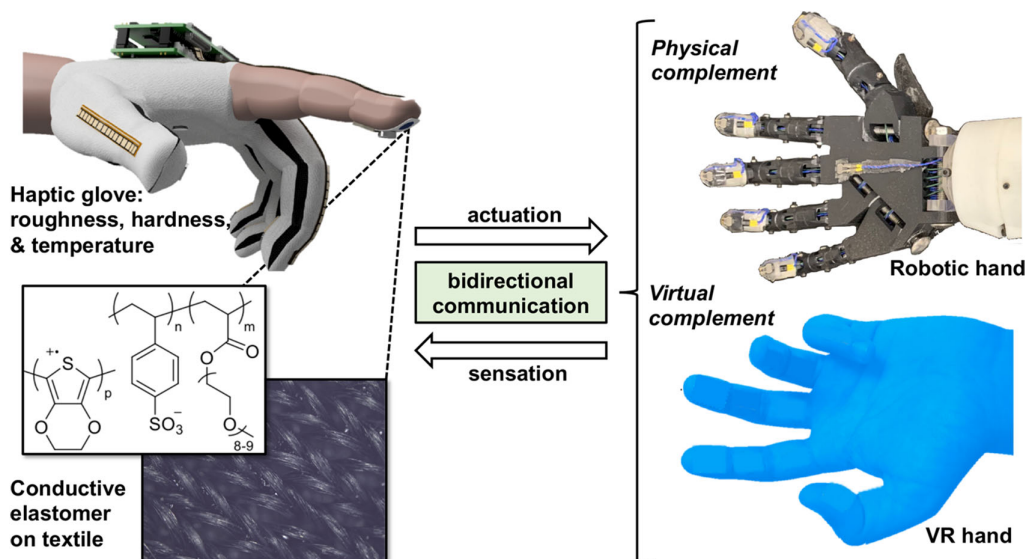 Haptic glove:
roughness, hardness,
& temperature
+•
S
p
O
O
n
m
O
O
SO3−
O
8-9
Conductive
elastomer
on textile
actuation
bidirectional
communication
sensation
Physical
complement
Robotic hand
Virtual
complement
VR hand